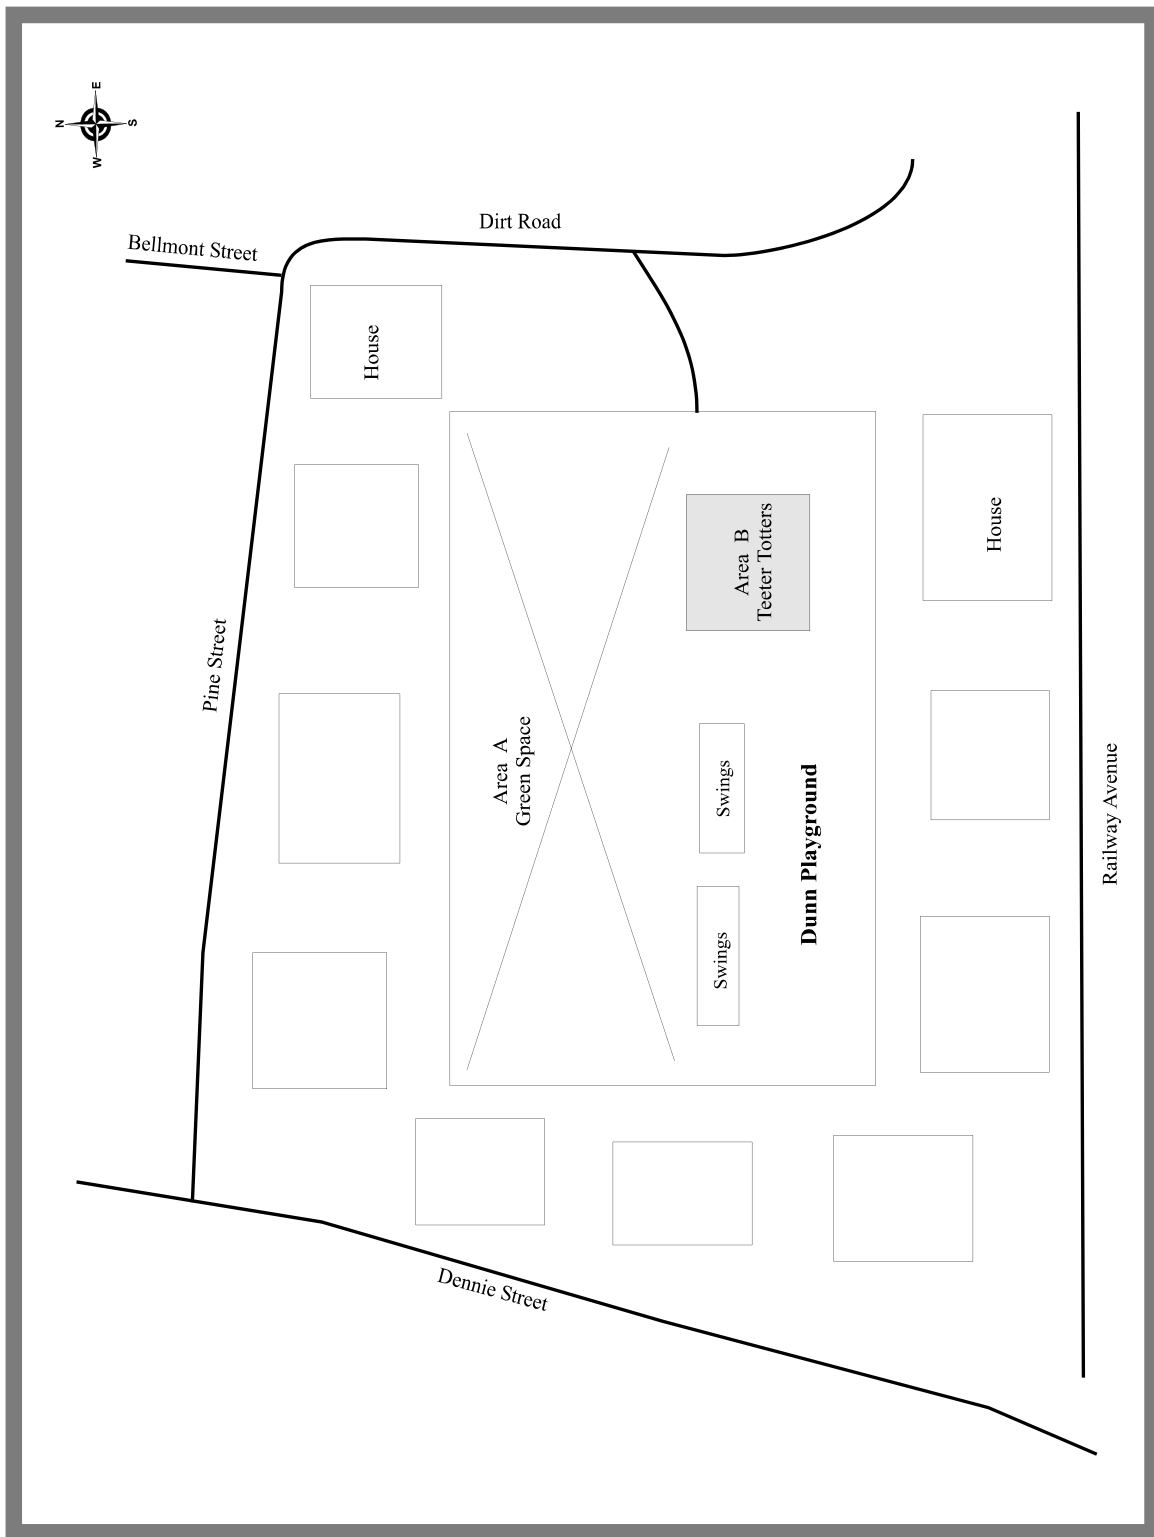 E
N
S
W
Dirt Road
Bellmont Street
House
House
Area B
Teeter Totters
Pine Street
Area A
Green Space
Swings
Dunn Playground
Railway Avenue
Swings
Dennie Street